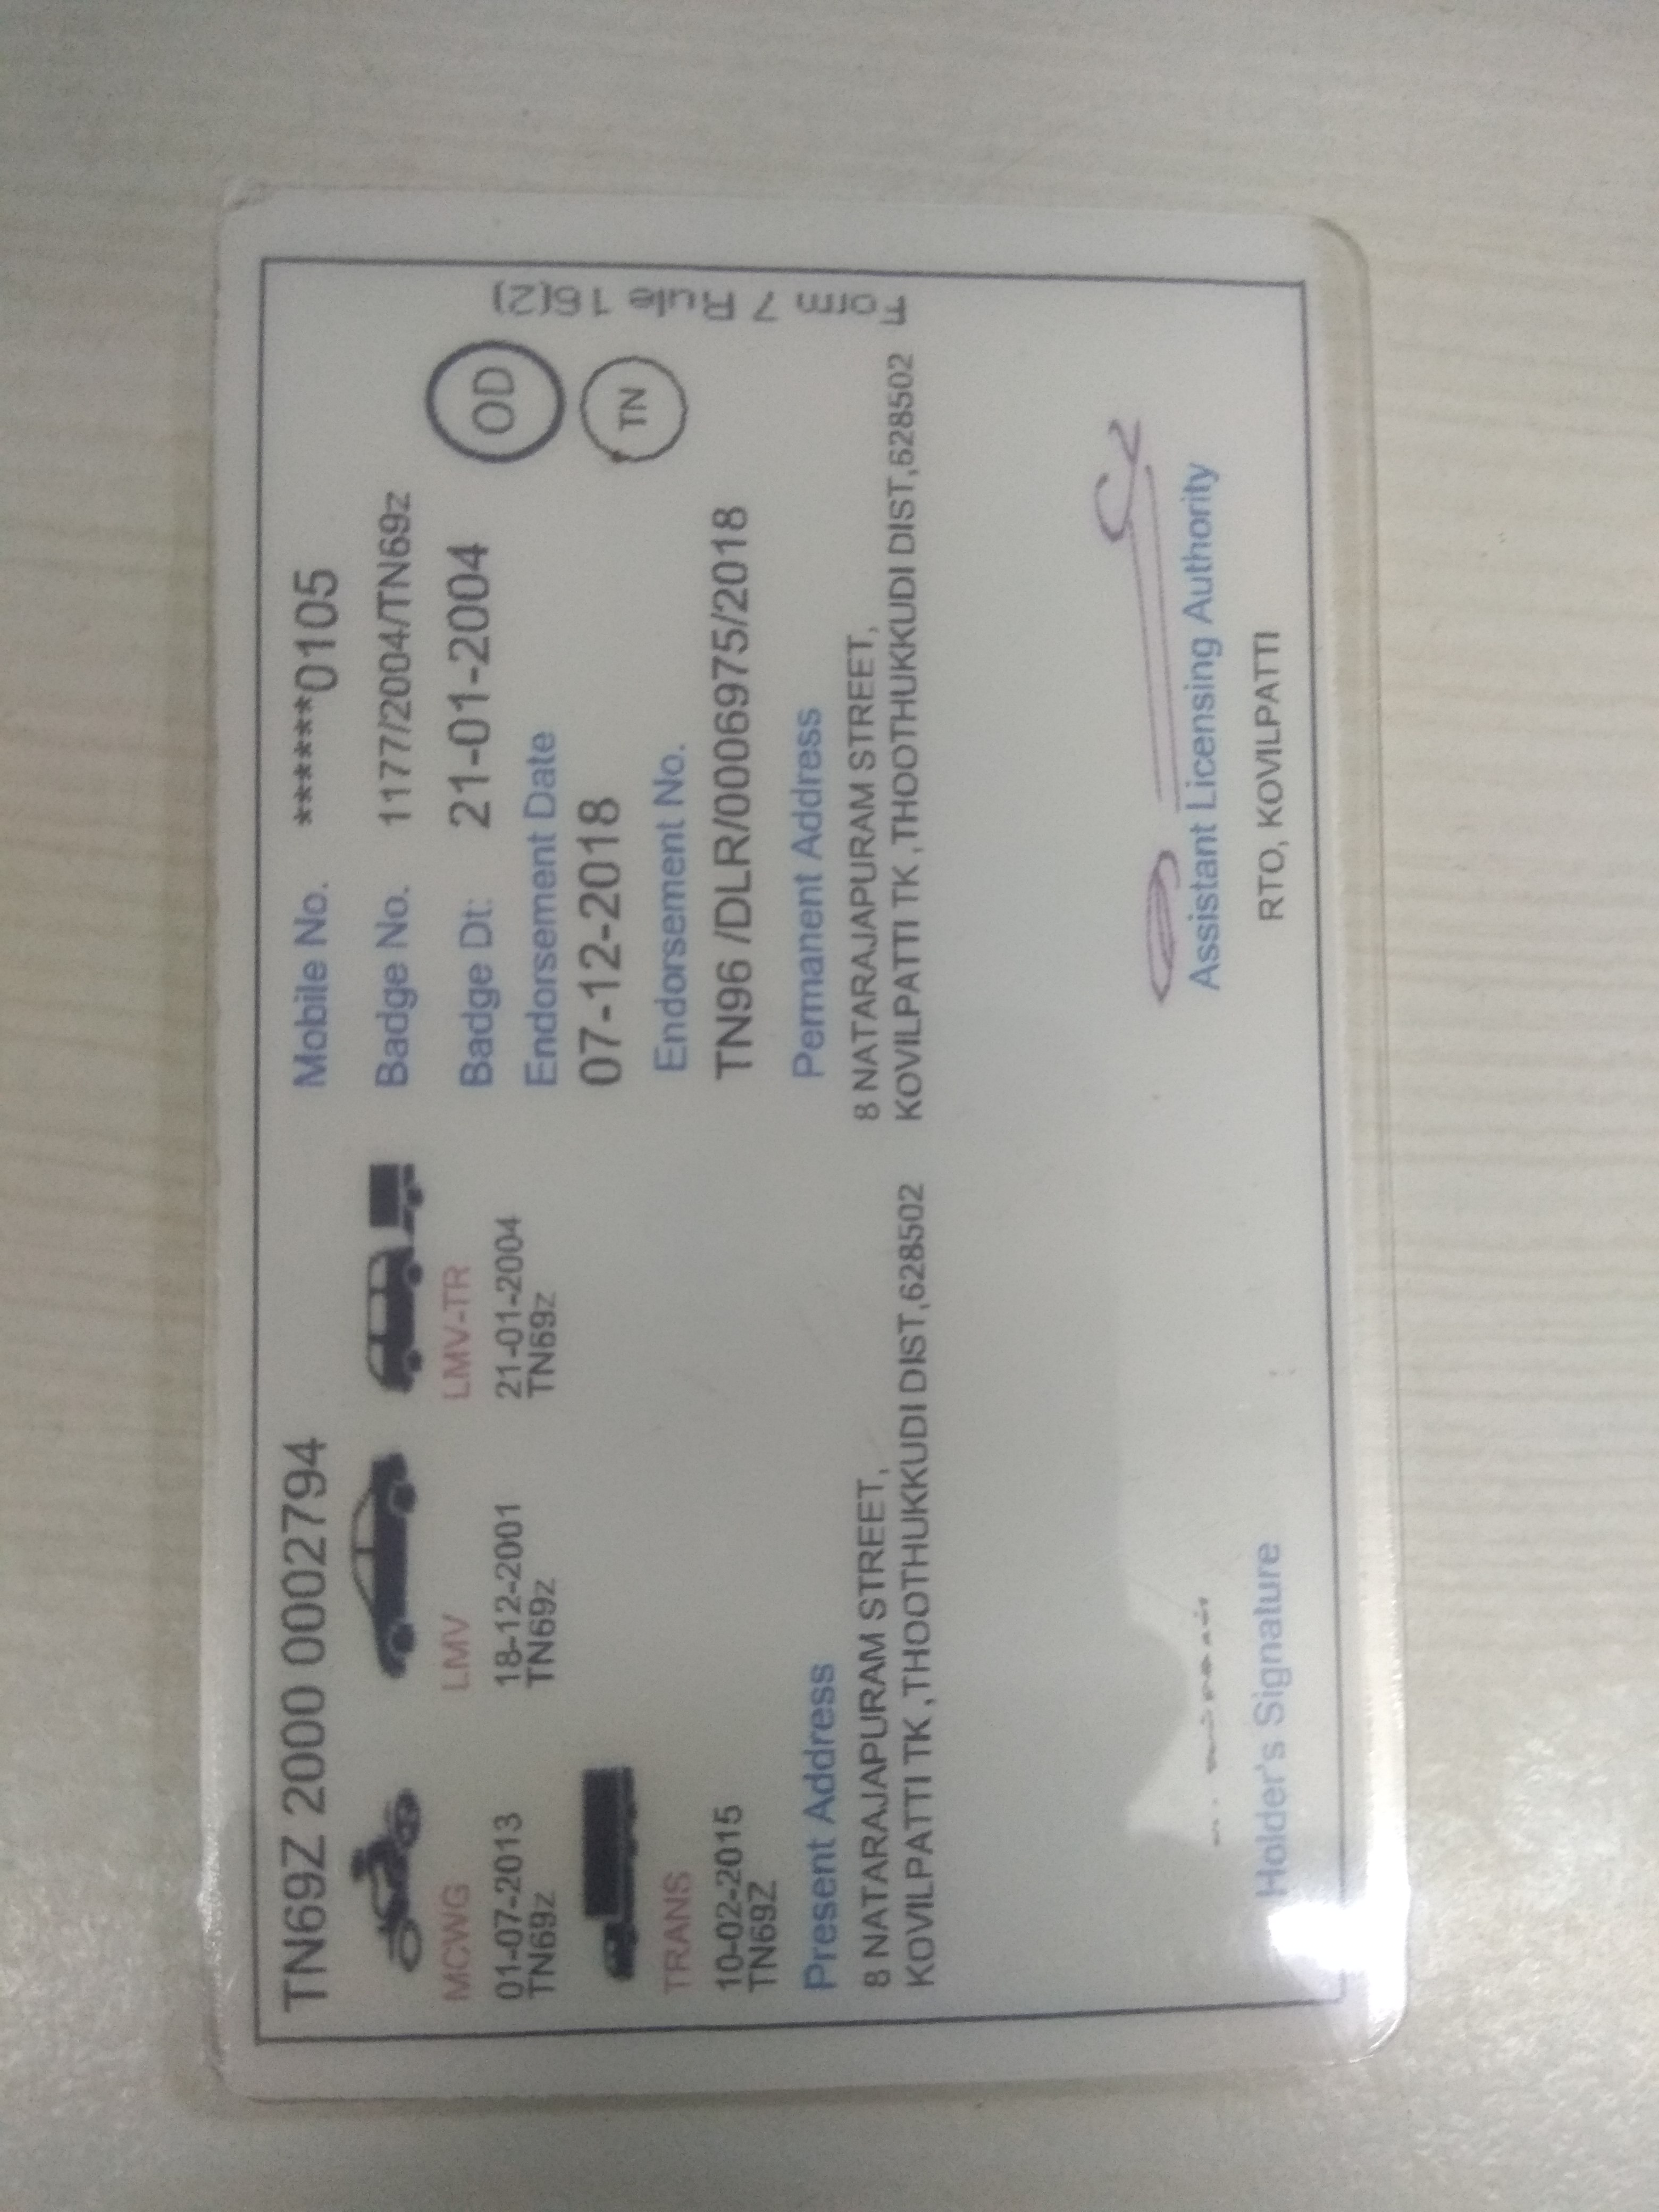 TN69Z 2000 0002794
MCWG
01-07-2013
TN69z
LMV
18-12-2001
TN69z
LMV-TR
21-01-2004
TN69z
TRANS
10-02-2015
TN69Z
Mobile No. ******0105
Badge No. 1177/2004/TN69z
Badge Dt: 21-01-2004
Endorsement Date
07-12-2018
Endorsement No.
TN96 /DLR/0006975/2018
OD
TN
Form 7 Rule 16(2)
Present Address
8 NATARAJAPURAM STREET,
KOVILPATTI TK ,THOOTHUKKUDI DIST,628502
Permanent Address
8 NATARAJAPURAM STREET,
KOVILPATTI TK ,THOOTHUKKUDI DIST,628502
Holder's Signature
Assistant Licensing Authority
RTO, KOVILPATTI